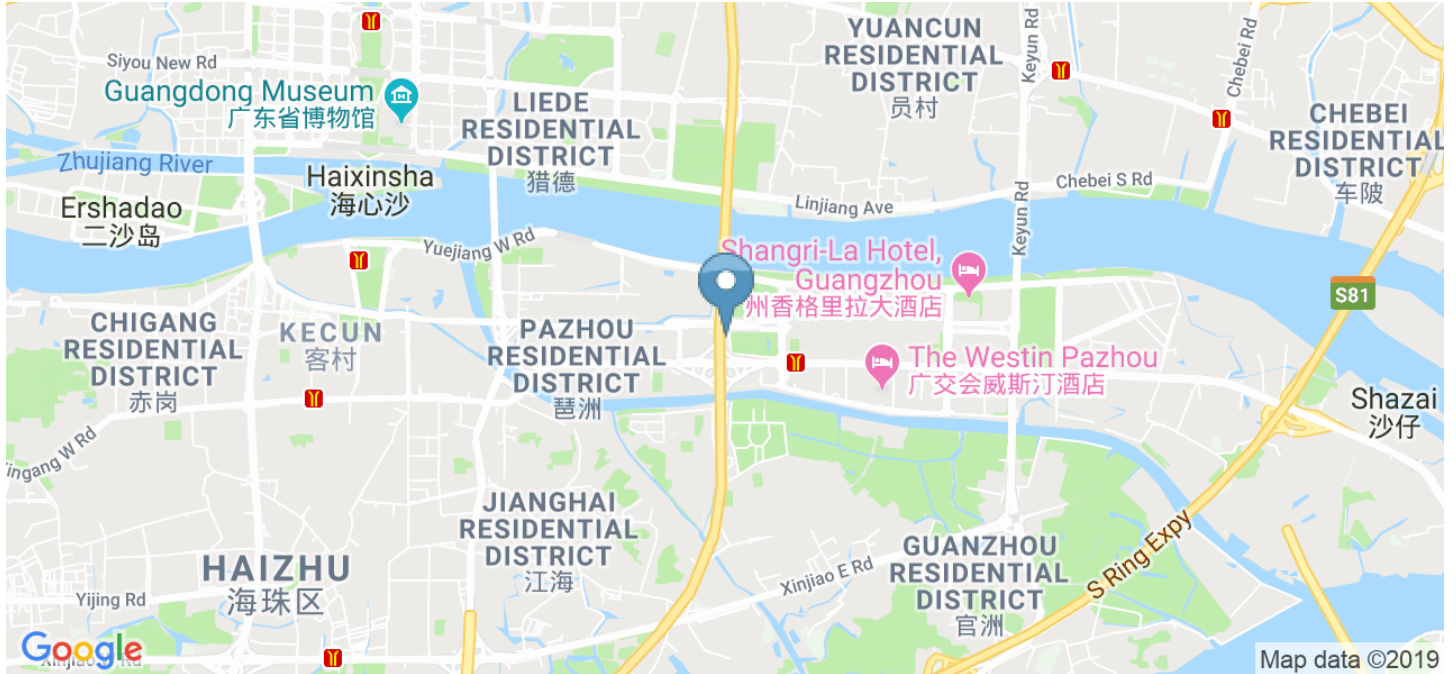 YUANCUN
RESIDENTIAL
DISTRICT
员村
Siyou New Rd
Keyun Rd
Chebei Rd
Guangdong Museum
广东省博物馆
LIEDE
RESIDENTIAL
DISTRICT
猎德
CHEBEI
RESIDENTIAL
DISTRICT
车陂
Zhujiang River
Haixinsha
海心沙
Chebei S Rd
Ershadao
二沙岛
Linjiang Ave
Keyun Rd
Yuejiang W Rd
Shangri-La Hotel,
Guangzhou
州香格里拉大酒店
S81
CHIGANG
RESIDENTIAL
DISTRICT
赤岗
KECUN
客村
PAZHOU
RESIDENTIAL
DISTRICT
琶洲
The Westin Pazhou
广交会威斯汀酒店
Shazai
沙仔
ingang W Rd
JIANGHAI
RESIDENTIAL
DISTRICT
江海
GUANZHOU
RESIDENTIAL
DISTRICT
官洲
S Ring Expy
HAIZHU
海珠区
Xinjiao E Rd
Yijing Rd
Google
Map data ©2019